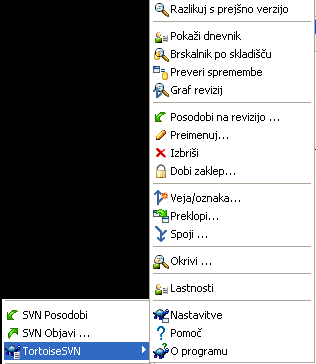 Razlikuj s prejšno verzijo
Pokaži dnevnik
Brskalnik po skladišču
Preveri spremembe
Graf revizij
Posodobi na revizijo ...
Preimenuj...
Izbriši
Dobi zaklep...
Veja/oznaka...
Preklopi...
Spoji ...
Okrivi ...
Lastnosti
Nastavitve
Pomoč
O programu
SVN Posodobi
SVN Objavi ...
TortoiseSVN